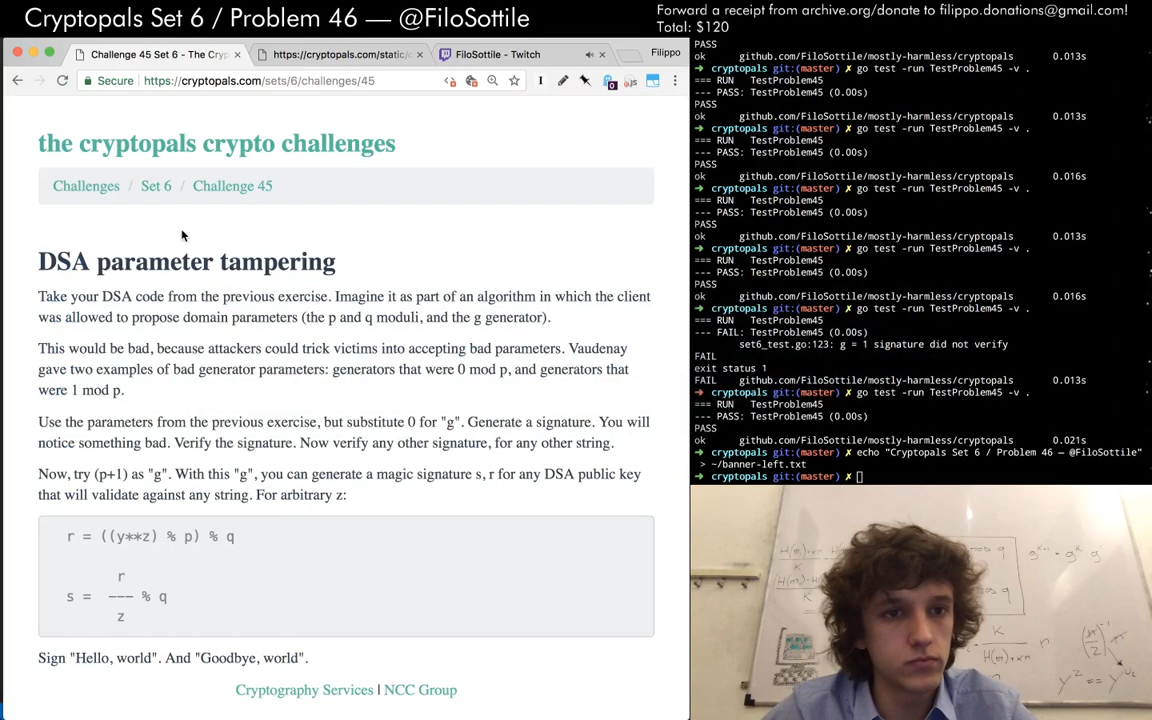 Cryptopals Set 6 / Problem 46 — @FiloSottile
Forward a receipt from archive.org/donate to filippo.donations@gmail.com!
Total: $120
Challenge 45 Set 6 - The Cryp
https://cryptopals.com/static/c
FiloSottile - Twitch
Filippo
Secure
https://cryptopals.com/sets/6/challenges/45
the cryptopals crypto challenges
Challenges / Set 6 / Challenge 45
DSA parameter tampering
Take your DSA code from the previous exercise. Imagine it as part of an algorithm in which the client
was allowed to propose domain parameters (the p and q moduli, and the g generator).
This would be bad, because attackers could trick victims into accepting bad parameters. Vaudenay
gave two examples of bad generator parameters: generators that were 0 mod p, and generators that
were 1 mod p.
Use the parameters from the previous exercise, but substitute 0 for "g". Generate a signature. You will
notice something bad. Verify the signature. Now verify any other signature, for any other string.
Now, try (p+1) as "g". With this "g", you can generate a magic signature s, r for any DSA public key
that will validate against any string. For arbitrary z:
r = ((y**z) % p) % q
r
s = --- % q
z
Sign "Hello, world". And "Goodbye, world".
Cryptography Services | NCC Group
PASS
ok github.com/FiloSottile/mostly-harmless/cryptopals 0.013s
➜ cryptopals git:(master) ✗ go test -run TestProblem45 -v .
=== RUN TestProblem45
--- PASS: TestProblem45 (0.00s)
PASS
ok github.com/FiloSottile/mostly-harmless/cryptopals 0.013s
➜ cryptopals git:(master) ✗ go test -run TestProblem45 -v .
=== RUN TestProblem45
--- PASS: TestProblem45 (0.00s)
PASS
ok github.com/FiloSottile/mostly-harmless/cryptopals 0.016s
➜ cryptopals git:(master) ✗ go test -run TestProblem45 -v .
=== RUN TestProblem45
--- PASS: TestProblem45 (0.00s)
PASS
ok github.com/FiloSottile/mostly-harmless/cryptopals 0.013s
➜ cryptopals git:(master) ✗ go test -run TestProblem45 -v .
=== RUN TestProblem45
--- PASS: TestProblem45 (0.00s)
PASS
ok github.com/FiloSottile/mostly-harmless/cryptopals 0.016s
➜ cryptopals git:(master) ✗ go test -run TestProblem45 -v .
=== RUN TestProblem45
--- FAIL: TestProblem45 (0.00s)
set6_test.go:123: g = 1 signature did not verify
FAIL
exit status 1
FAIL github.com/FiloSottile/mostly-harmless/cryptopals 0.013s
➜ cryptopals git:(master) ✗ go test -run TestProblem45 -v .
=== RUN TestProblem45
--- PASS: TestProblem45 (0.00s)
PASS
ok github.com/FiloSottile/mostly-harmless/cryptopals 0.021s
➜ cryptopals git:(master) ✗ echo "Cryptopals Set 6 / Problem 46 — @FiloSottile"
> ~/banner-left.txt
➜ cryptopals git:(master) ✗